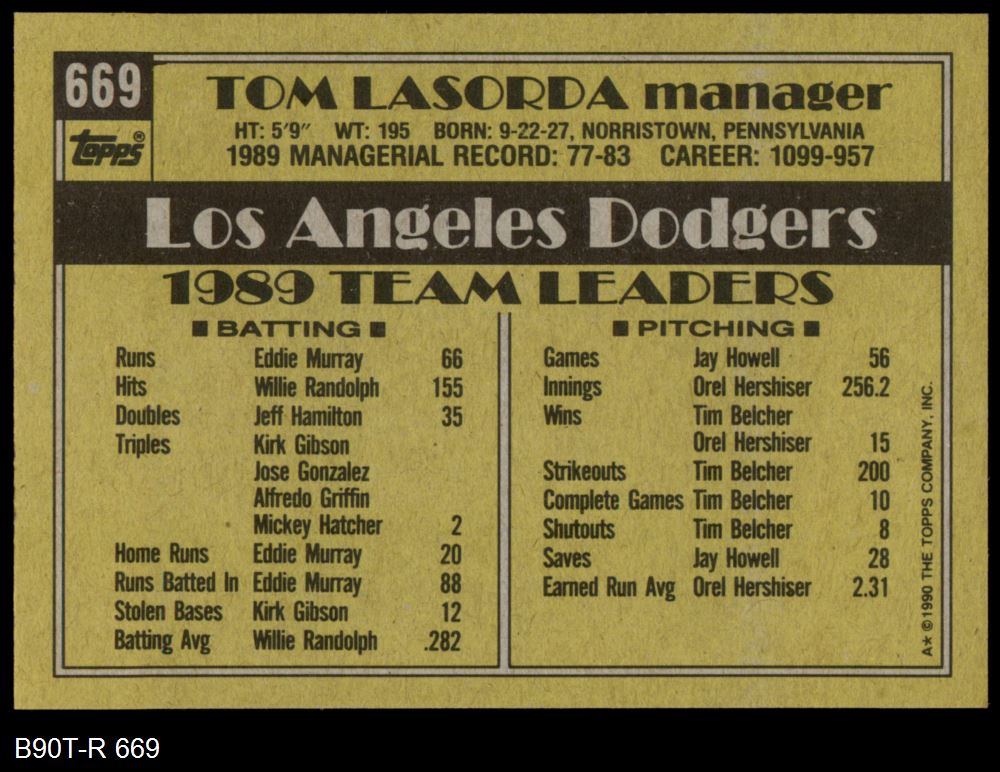 669
Topps®
TOM LASORDA manager
HT: 5'9" WT: 195 BORN: 9-22-27, NORRISTOWN, PENNSYLVANIA
1989 MANAGERIAL RECORD: 77-83 CAREER: 1099-957
Los Angeles Dodgers
1989 TEAM LEADERS
■ BATTING ■
Runs Eddie Murray 66
Hits Willie Randolph 155
Doubles Jeff Hamilton 35
Triples Kirk Gibson
Jose Gonzalez
Alfredo Griffin
Mickey Hatcher 2
Home Runs Eddie Murray 20
Runs Batted In Eddie Murray 88
Stolen Bases Kirk Gibson 12
Batting Avg Willie Randolph .282
■ PITCHING ■
Games Jay Howell 56
Innings Orel Hershiser 256.2
Wins Tim Belcher
Orel Hershiser 15
Strikeouts Tim Belcher 200
Complete Games Tim Belcher 10
Shutouts Tim Belcher 8
Saves Jay Howell 28
Earned Run Avg Orel Hershiser 2.31
A* ©1990 THE TOPPS COMPANY, INC.
B90T-R 669